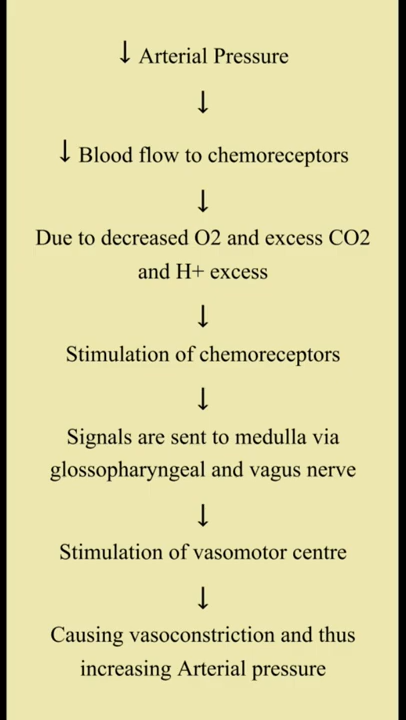 ↓ Arterial Pressure
↓
↓ Blood flow to chemoreceptors
↓
Due to decreased O2 and excess CO2
and H+ excess
↓
Stimulation of chemoreceptors
↓
Signals are sent to medulla via
glossopharyngeal and vagus nerve
↓
Stimulation of vasomotor centre
↓
Causing vasoconstriction and thus
increasing Arterial pressure